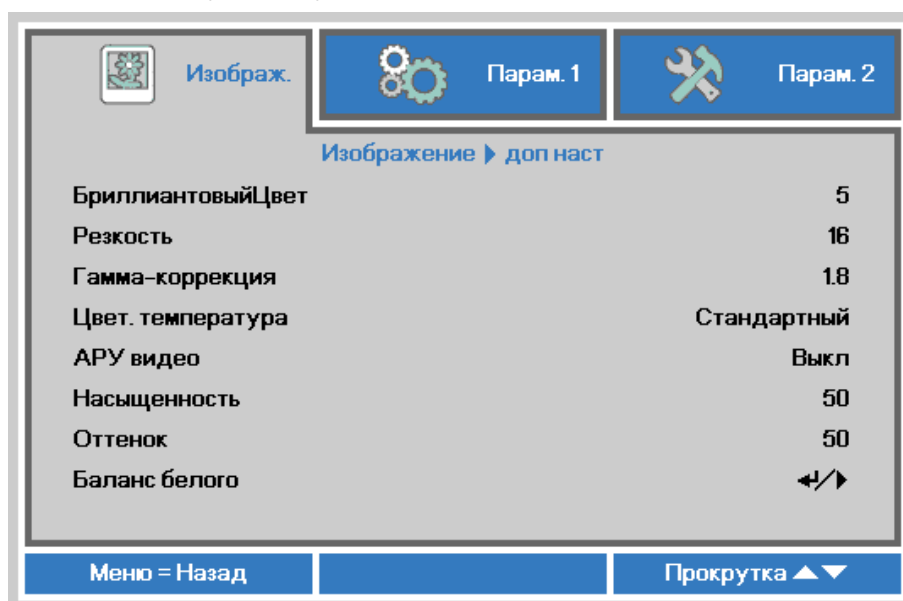 Изображ. Парам. 1 Парам. 2
Изображение ▶ доп наст
БриллиантовыйЦвет 5
Резкость 16
Гамма-коррекция 1.8
Цвет. температура Стандартный
АРУ видео Выкл
Насыщенность 50
Оттенок 50
Баланс белого ↵/▶
Меню = Назад Прокрутка ▲▼